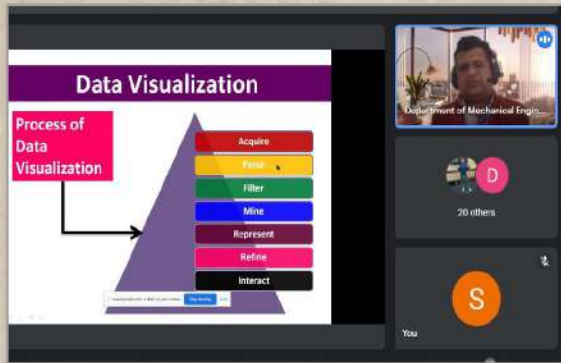 Data Visualization
Process of
Data
Visualization
Acquire
Parse
Filter
Mine
Represent
Refine
Interact
Department of Mechanical Engin...
D
20 others
S
You